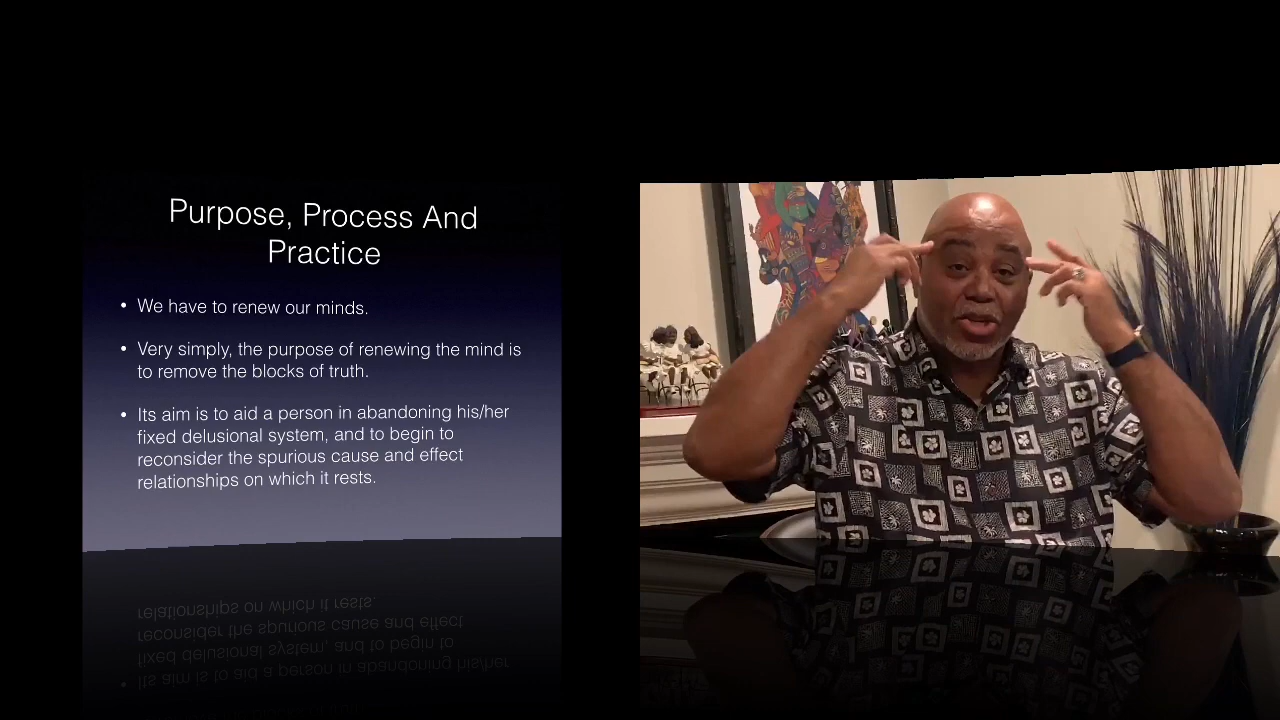 Purpose, Process And
Practice
• We have to renew our minds.
• Very simply, the purpose of renewing the mind is
to remove the blocks of truth.
• Its aim is to aid a person in abandoning his/her
fixed delusional system, and to begin to
reconsider the spurious cause and effect
relationships on which it rests.